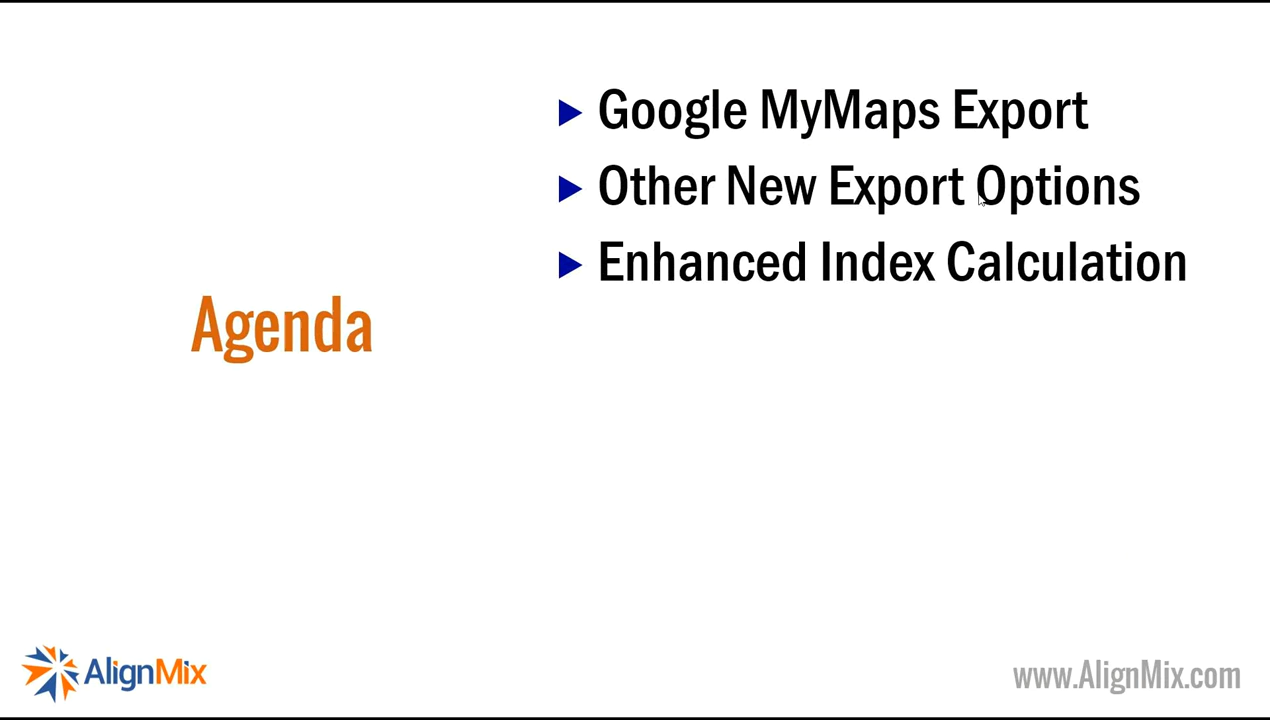 Google MyMaps Export
Other New Export Options
Enhanced Index Calculation
Agenda
AlignMix
www.AlignMix.com